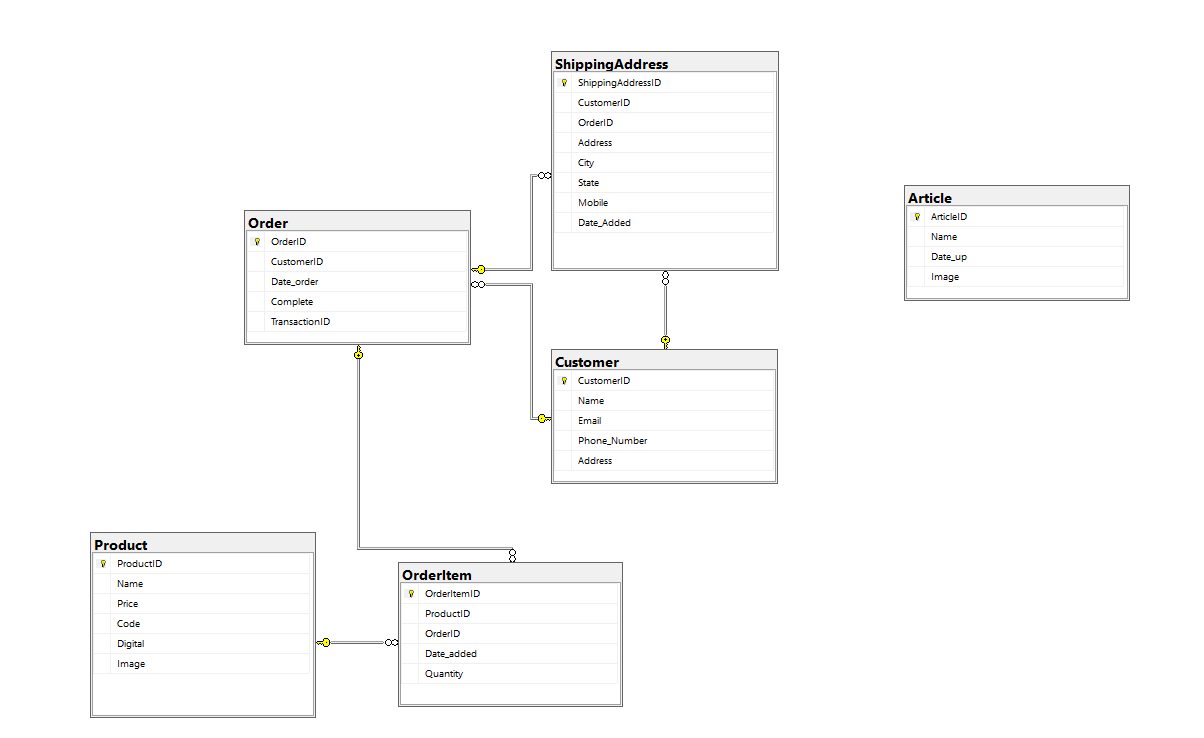 ShippingAddress
ShippingAddressID
CustomerID
OrderID
Address
City
State
Mobile
Date_Added
Article
ArticleID
Name
Date_up
Image
Order
OrderID
CustomerID
Date_order
Complete
TransactionID
Customer
CustomerID
Name
Email
Phone_Number
Address
Product
ProductID
Name
Price
Code
Digital
Image
OrderItem
OrderItemID
ProductID
OrderID
Date_added
Quantity